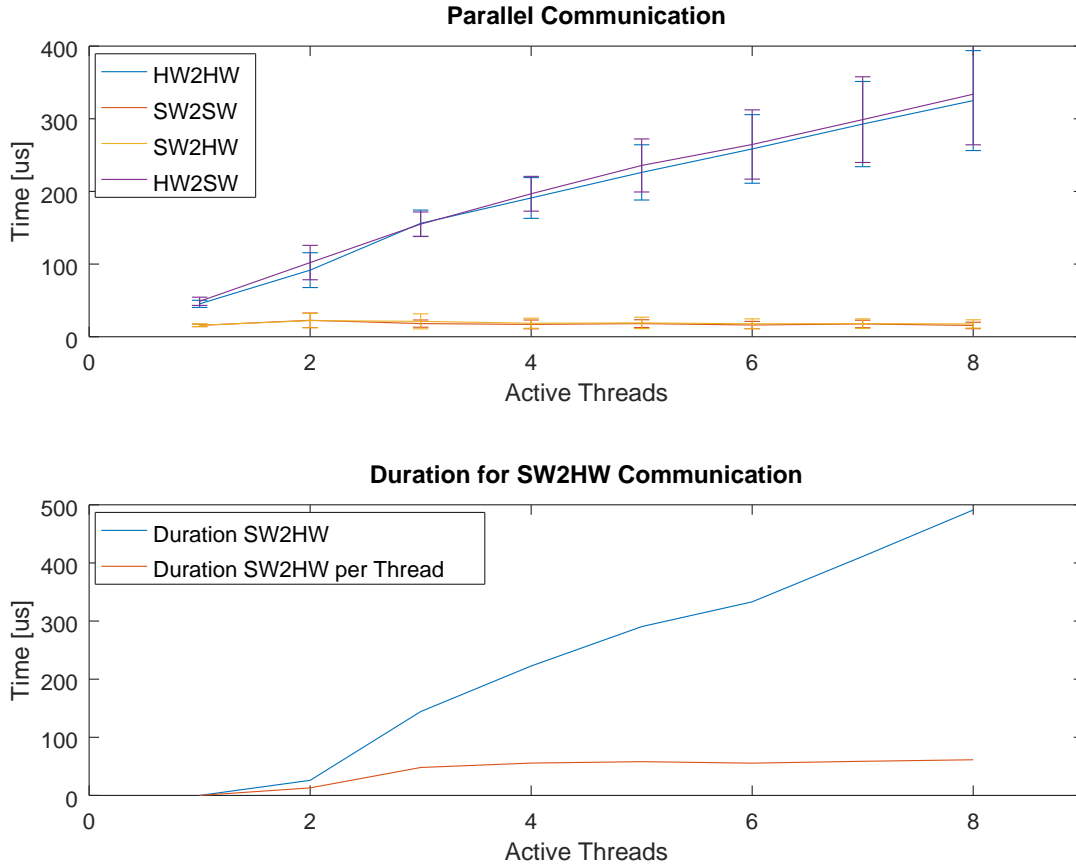 Parallel Communication
400
300
200
100
0
Time [us]
HW2HW
SW2SW
SW2HW
HW2SW
0 2 4 6 8
Active Threads
Duration for SW2HW Communication
500
400
300
200
100
0
Time [us]
Duration SW2HW
Duration SW2HW per Thread
0 2 4 6 8
Active Threads